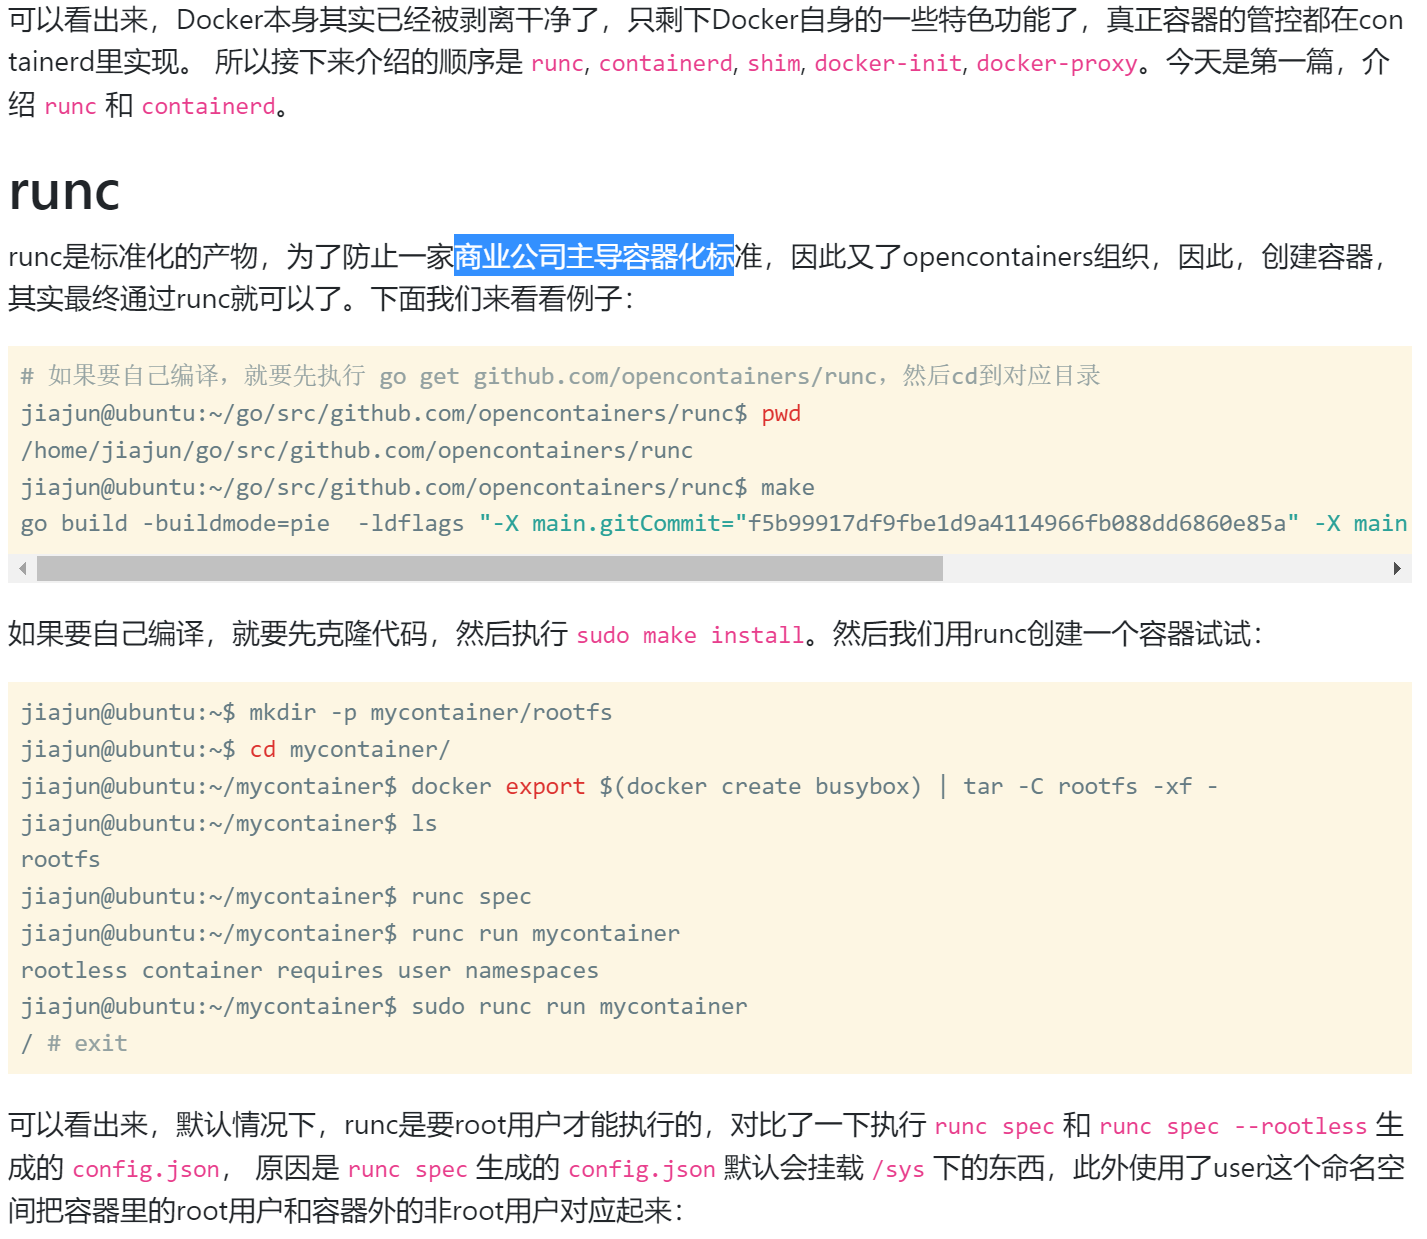 可以看出来，Docker本身其实已经被剥离干净了，只剩下Docker自身的一些特色功能了，真正容器的管控都在con
tainerd里实现。 所以接下来介绍的顺序是 runc, containerd, shim, docker-init, docker-proxy。今天是第一篇，介
绍 runc 和 containerd。
runc
runc是标准化的产物，为了防止一家商业公司主导容器化标准，因此又了opencontainers组织，因此，创建容器，
其实最终通过runc就可以了。下面我们来看看例子：
# 如果要自己编译，就要先执行 go get github.com/opencontainers/runc，然后cd到对应目录
jiajun@ubuntu:~/go/src/github.com/opencontainers/runc$ pwd
/home/jiajun/go/src/github.com/opencontainers/runc
jiajun@ubuntu:~/go/src/github.com/opencontainers/runc$ make
go build -buildmode=pie  -ldflags "-X main.gitCommit="f5b99917df9fbe1d9a4114966fb088dd6860e85a" -X main
如果要自己编译，就要先克隆代码，然后执行 sudo make install。然后我们用runc创建一个容器试试：
jiajun@ubuntu:~$ mkdir -p mycontainer/rootfs
jiajun@ubuntu:~$ cd mycontainer/
jiajun@ubuntu:~/mycontainer$ docker export $(docker create busybox) | tar -C rootfs -xf -
jiajun@ubuntu:~/mycontainer$ ls
rootfs
jiajun@ubuntu:~/mycontainer$ runc spec
jiajun@ubuntu:~/mycontainer$ runc run mycontainer
rootless container requires user namespaces
jiajun@ubuntu:~/mycontainer$ sudo runc run mycontainer
/ # exit
可以看出来，默认情况下，runc是要root用户才能执行的，对比了一下执行 runc spec 和 runc spec --rootless 生
成的 config.json， 原因是 runc spec 生成的 config.json 默认会挂载 /sys 下的东西，此外使用了user这个命名空
间把容器里的root用户和容器外的非root用户对应起来：